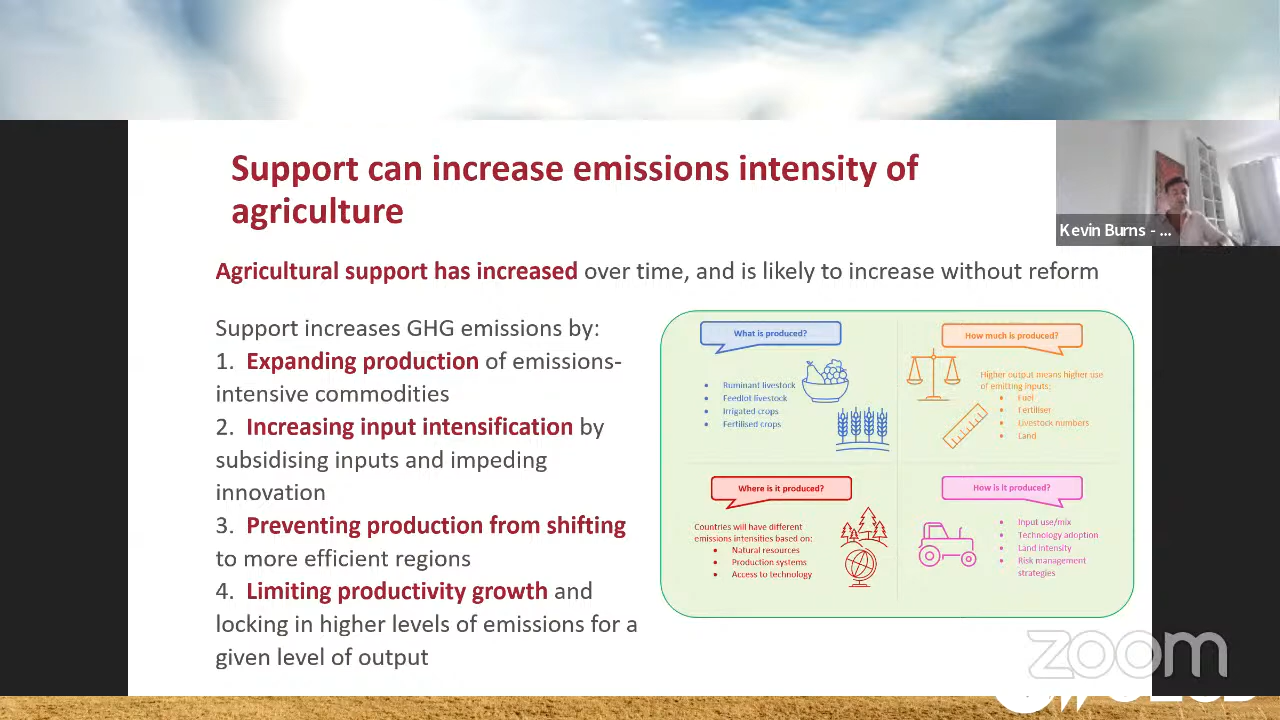 Support can increase emissions intensity of
agriculture
Kevin Burns - ...
Agricultural support has increased over time, and is likely to increase without reform
Support increases GHG emissions by:
1. Expanding production of emissions-
intensive commodities
2. Increasing input intensification by
subsidising inputs and impeding
innovation
3. Preventing production from shifting
to more efficient regions
4. Limiting productivity growth and
locking in higher levels of emissions for a
given level of output
What is produced?
• Ruminant livestock
• Feedlot livestock
• Irrigated crops
• Fertilised crops
How much is produced?
Higher output means higher use
of emitting inputs:
• Fuel
• Fertiliser
• Livestock numbers
• Land
Where is it produced?
Countries will have different
emissions intensities based on:
• Natural resources
• Production systems
• Access to technology
How is it produced?
• Input use/mix
• Technology adoption
• Land intensity
• Risk management
strategies
zoom